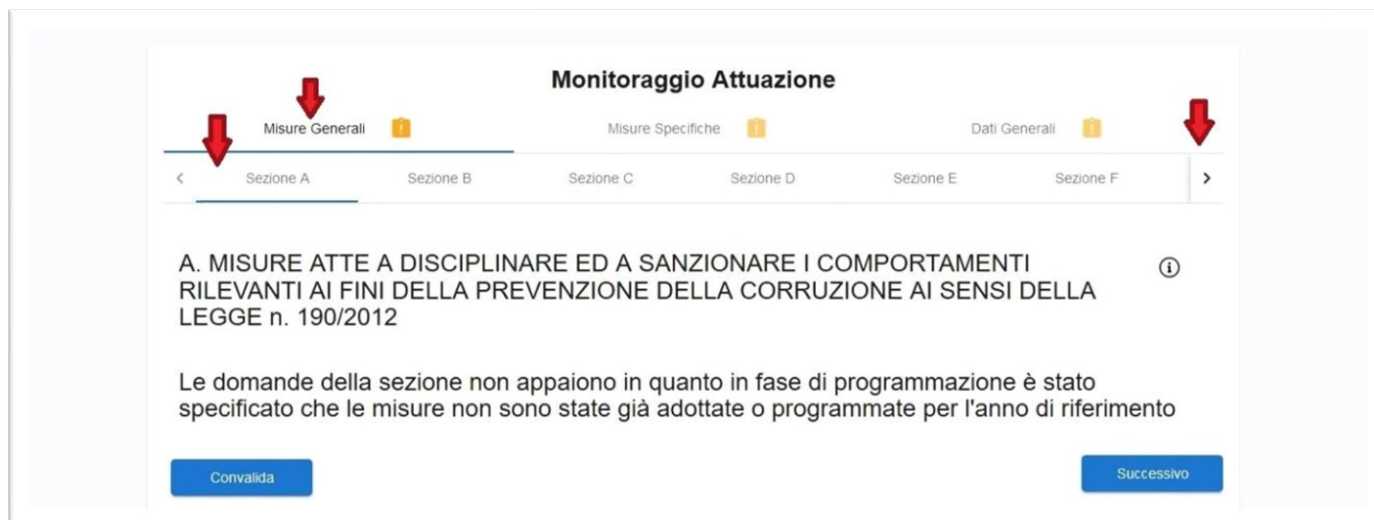 Monitoraggio Attuazione
Misure Generali Misure Specifiche Dati Generali
Sezione A Sezione B Sezione C Sezione D Sezione E Sezione F
A. MISURE ATTE A DISCIPLINARE ED A SANZIONARE I COMPORTAMENTI
RILEVANTI AI FINI DELLA PREVENZIONE DELLA CORRUZIONE AI SENSI DELLA
LEGGE n. 190/2012
Le domande della sezione non appaiono in quanto in fase di programmazione è stato
specificato che le misure non sono state già adottate o programmate per l'anno di riferimento
Convalida Successivo